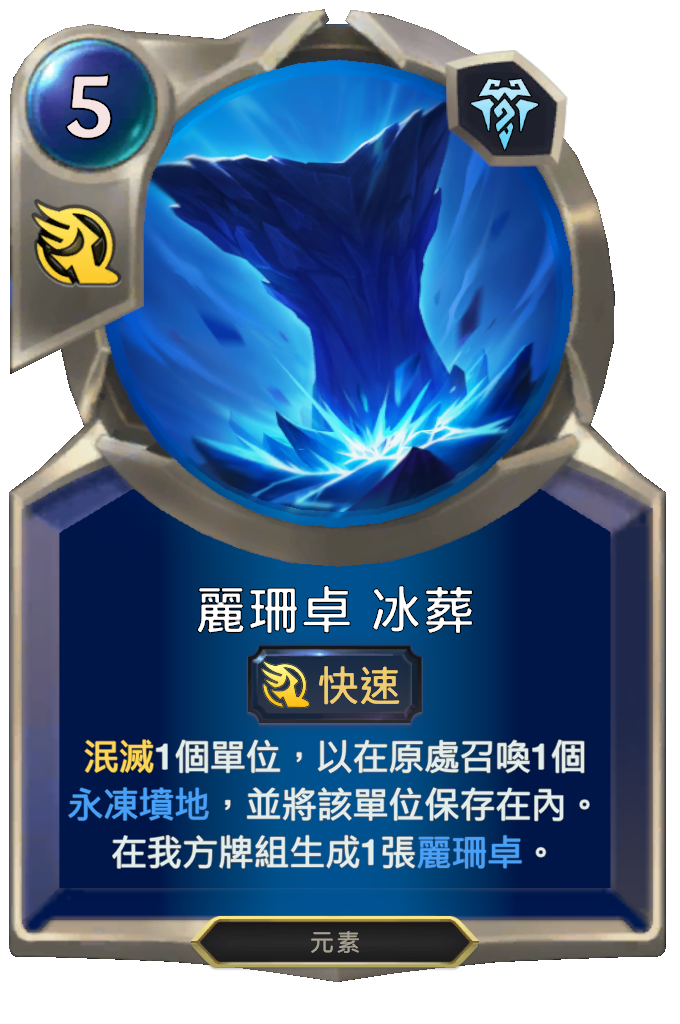 5
麗珊卓 冰葬
快速
泯滅1個單位，以在原處召喚1個
永凍墳地，並將該單位保存在內。
在我方牌組生成1張麗珊卓。
元素